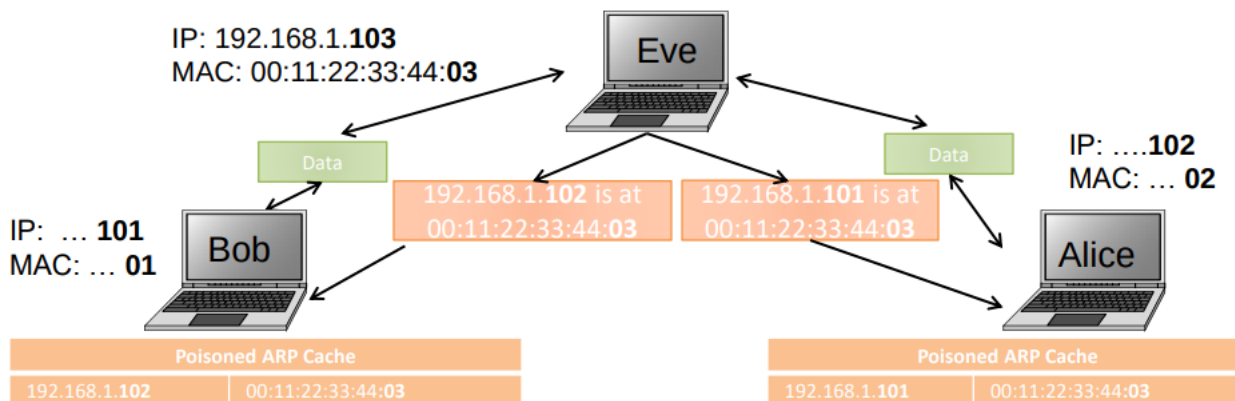 IP: 192.168.1.103
MAC: 00:11:22:33:44:03
Eve
Data
Data
IP: ....102
MAC: ... 02
192.168.1.102 is at
00:11:22:33:44:03
192.168.1.101 is at
00:11:22:33:44:03
IP: ... 101
MAC: ... 01
Bob
Alice
Poisoned ARP Cache
192.168.1.102 00:11:22:33:44:03
Poisoned ARP Cache
192.168.1.101 00:11:22:33:44:03